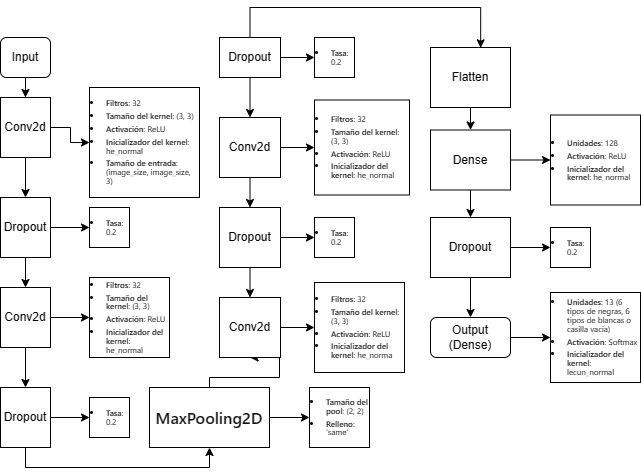 Input
Conv2d
Filtros: 32
Tamaño del kernel: (3, 3)
Activación: ReLU
Inicializador del kernel:
he_normal
Tamaño de entrada:
(image_size, image_size,
3)
Dropout
Tasa:
0.2
Conv2d
Filtros: 32
Tamaño del
kernel: (3, 3)
Activación: ReLU
Inicializador del
kernel:
he_normal
Dropout
Tasa:
0.2
MaxPooling2D
Tamaño del
pool: (2, 2)
Relleno:
'same'
Conv2d
Filtros: 32
Tamaño del kernel:
(3, 3)
Activación: ReLU
Inicializador del
kernel: he_norma
Dropout
Tasa:
0.2
Conv2d
Filtros: 32
Tamaño del kernel:
(3, 3)
Activación: ReLU
Inicializador del
kernel: he_normal
Dropout
Tasa:
0.2
Flatten
Dense
Unidades: 128
Activación: ReLU
Inicializador del
kernel: he_normal
Dropout
Tasa:
0.2
Output
(Dense)
Unidades: 13 (6
tipos de negras, 6
tipos de blancas o
casilla vacía)
Activación: Softmax
Inicializador del
kernel:
lecun_normal